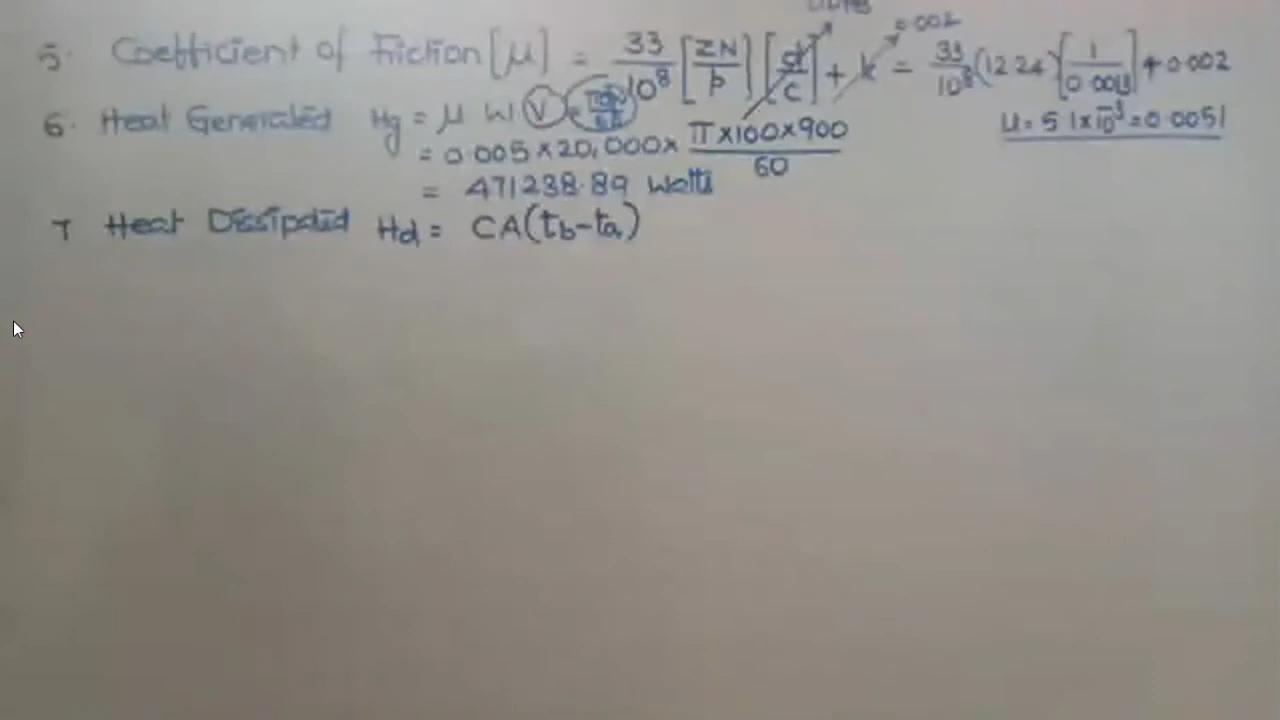 5. Coefficient of Friction [μ] = 33/10⁸ [ZN/p] [d/c] + k = 33/10⁸ (12.24) [1/0.0013] + 0.002
μ = 5.1×10⁻³ = 0.0051
6. Heat Generated Hg = μ W V
= 0.005×20,000× π×100×900/60
= 471238.89 Watts
7 Heat Dissipated Hd = CA(tb-ta)